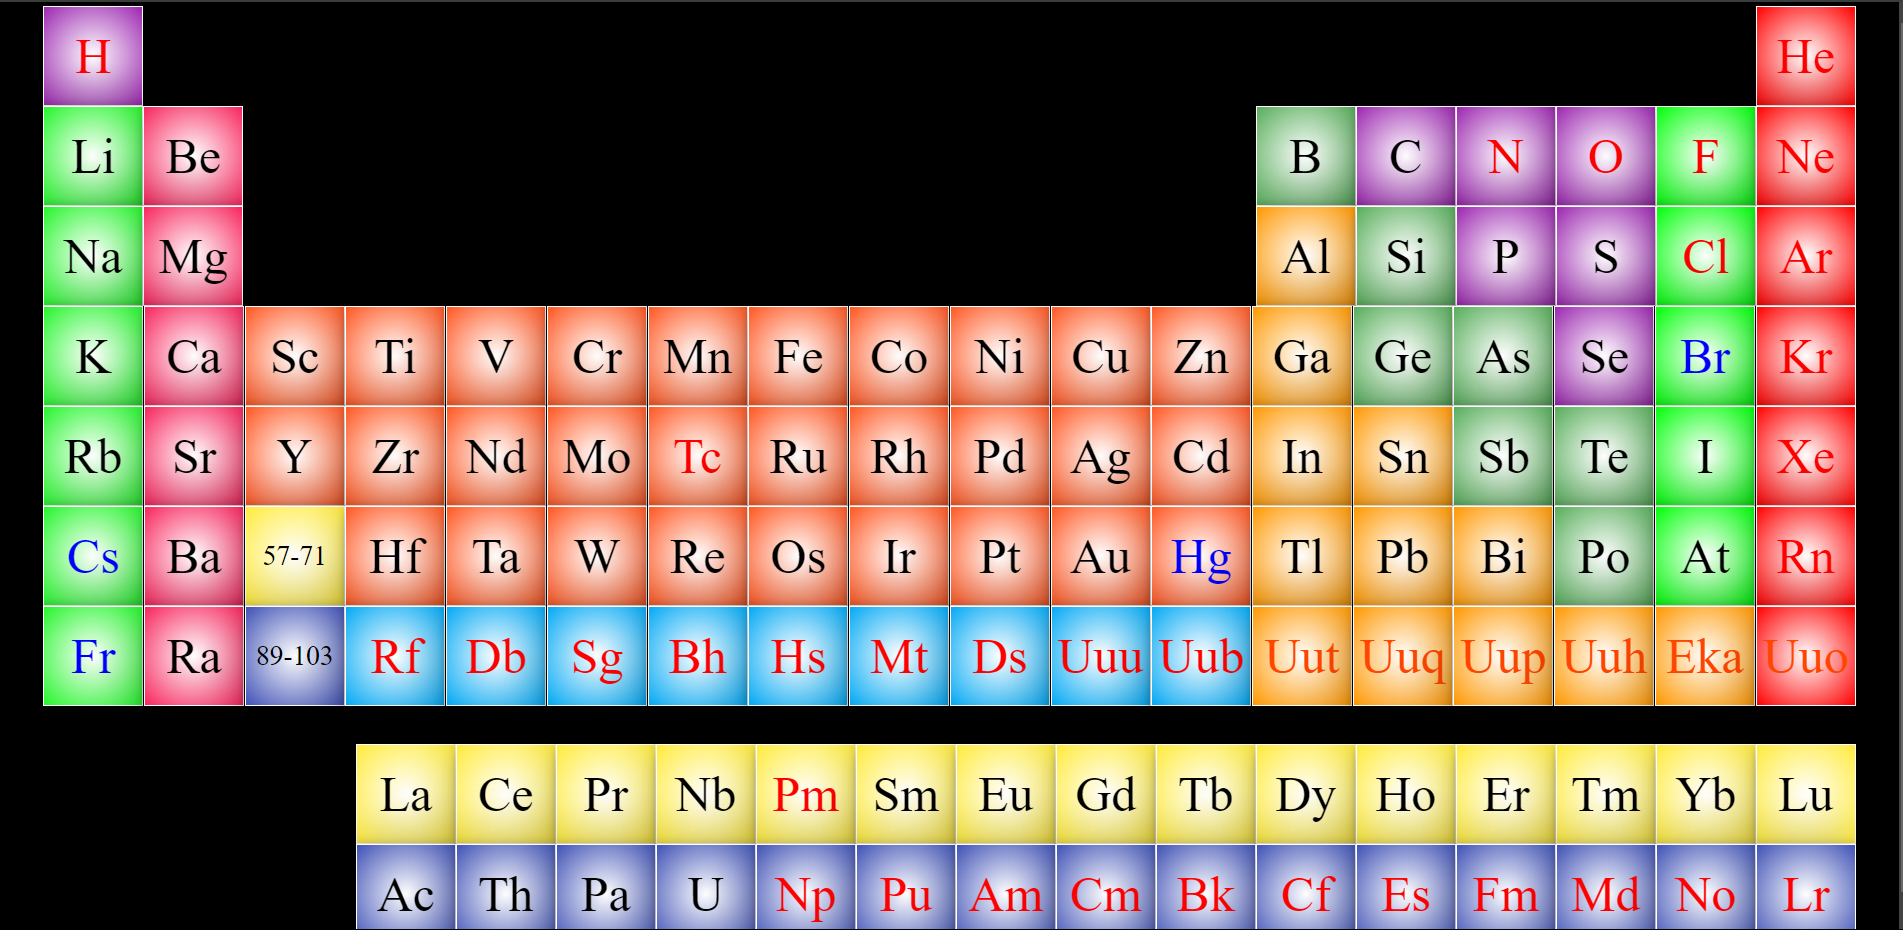 H He
Li Be B C N O F Ne
Na Mg Al Si P S Cl Ar
K Ca Sc Ti V Cr Mn Fe Co Ni Cu Zn Ga Ge As Se Br Kr
Rb Sr Y Zr Nd Mo Tc Ru Rh Pd Ag Cd In Sn Sb Te I Xe
Cs Ba 57-71 Hf Ta W Re Os Ir Pt Au Hg Tl Pb Bi Po At Rn
Fr Ra 89-103 Rf Db Sg Bh Hs Mt Ds Uuu Uub Uut Uuq Uup Uuh Eka Uuo
La Ce Pr Nb Pm Sm Eu Gd Tb Dy Ho Er Tm Yb Lu
Ac Th Pa U Np Pu Am Cm Bk Cf Es Fm Md No Lr